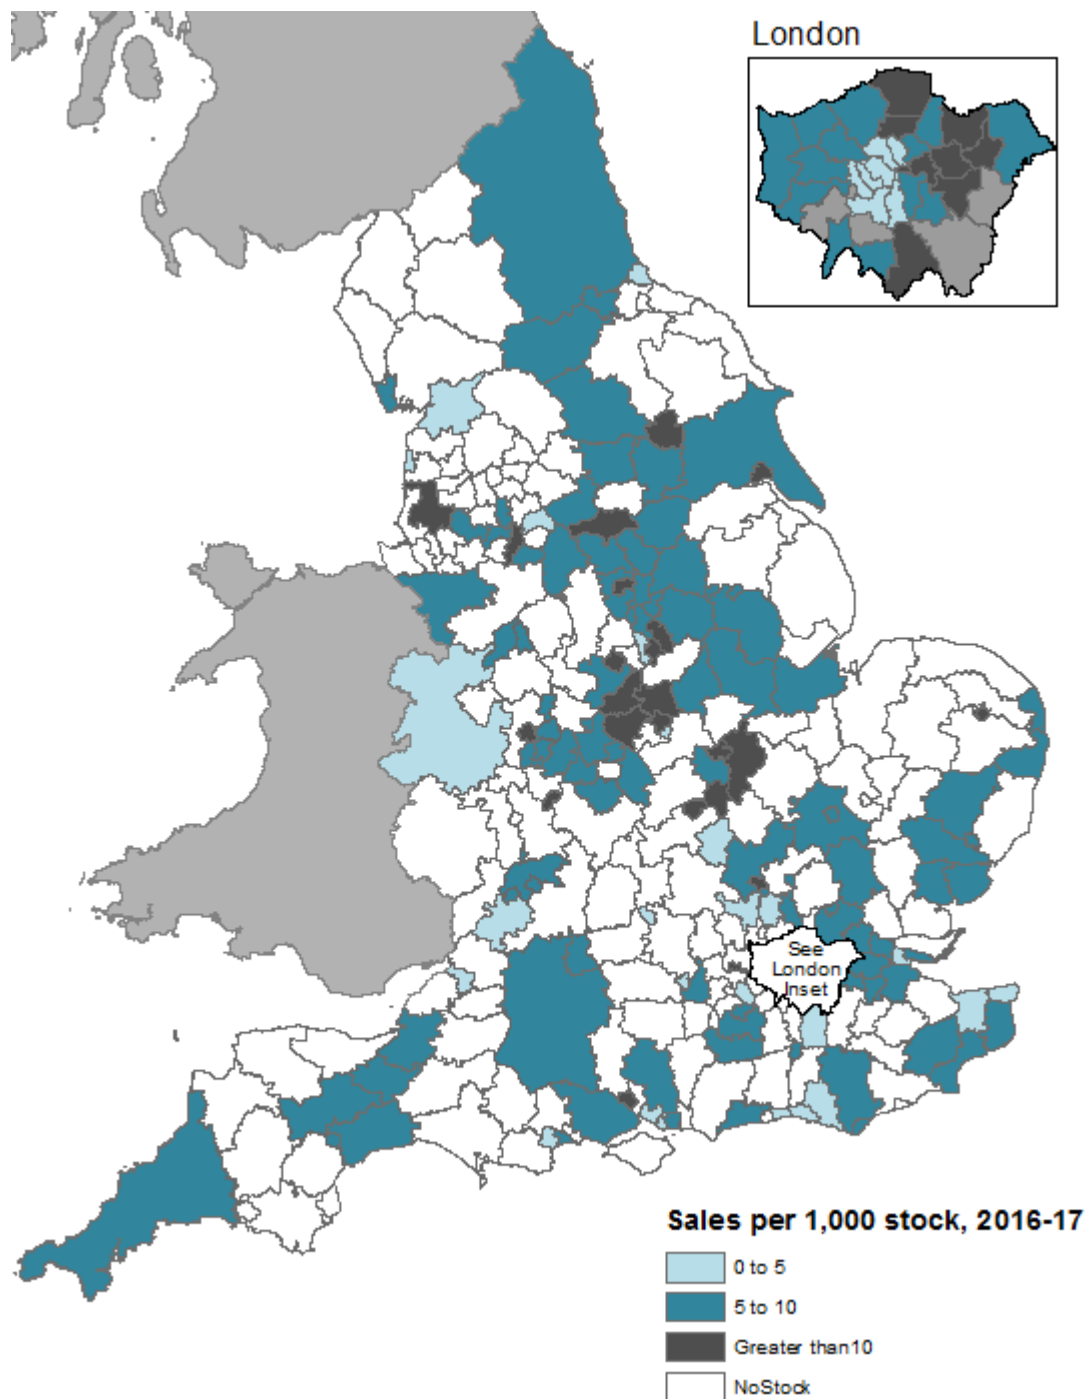 London
See
London
Inset
Sales per 1,000 stock, 2016-17
0 to 5
5 to 10
Greater than10
NoStock